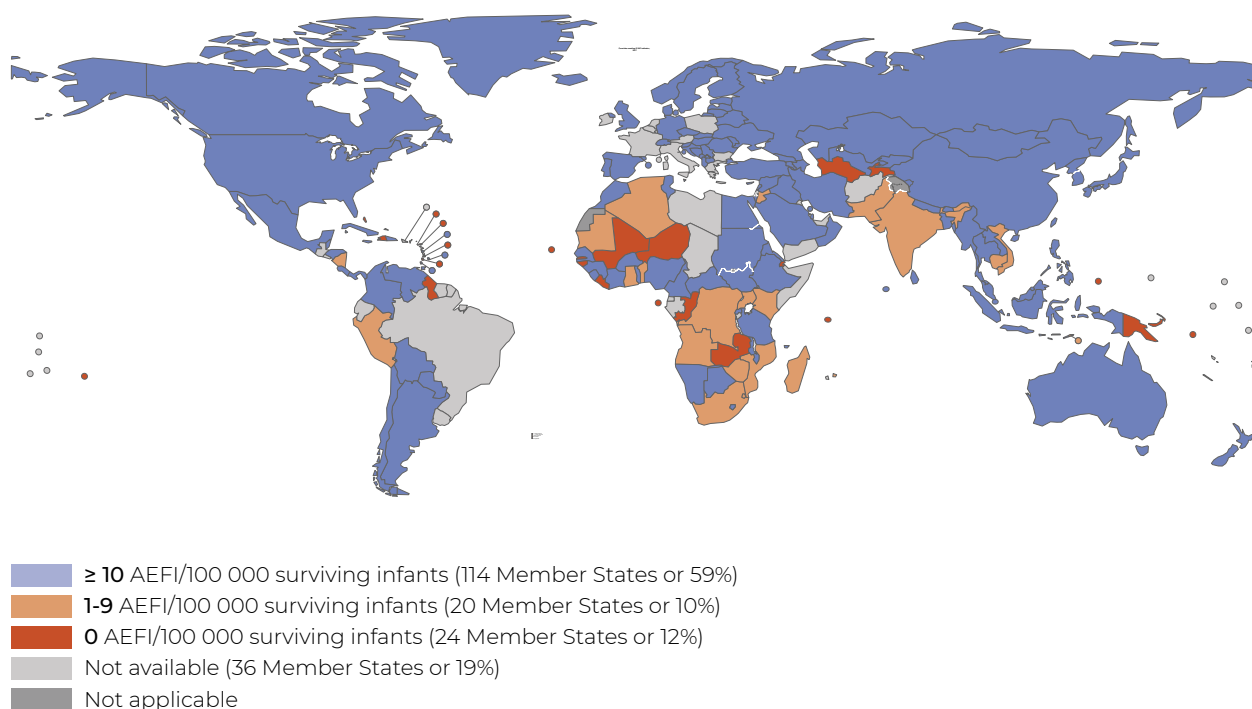 ≥ 10 AEFI/100 000 surviving infants (114 Member States or 59%)
1-9 AEFI/100 000 surviving infants (20 Member States or 10%)
0 AEFI/100 000 surviving infants (24 Member States or 12%)
Not available (36 Member States or 19%)
Not applicable